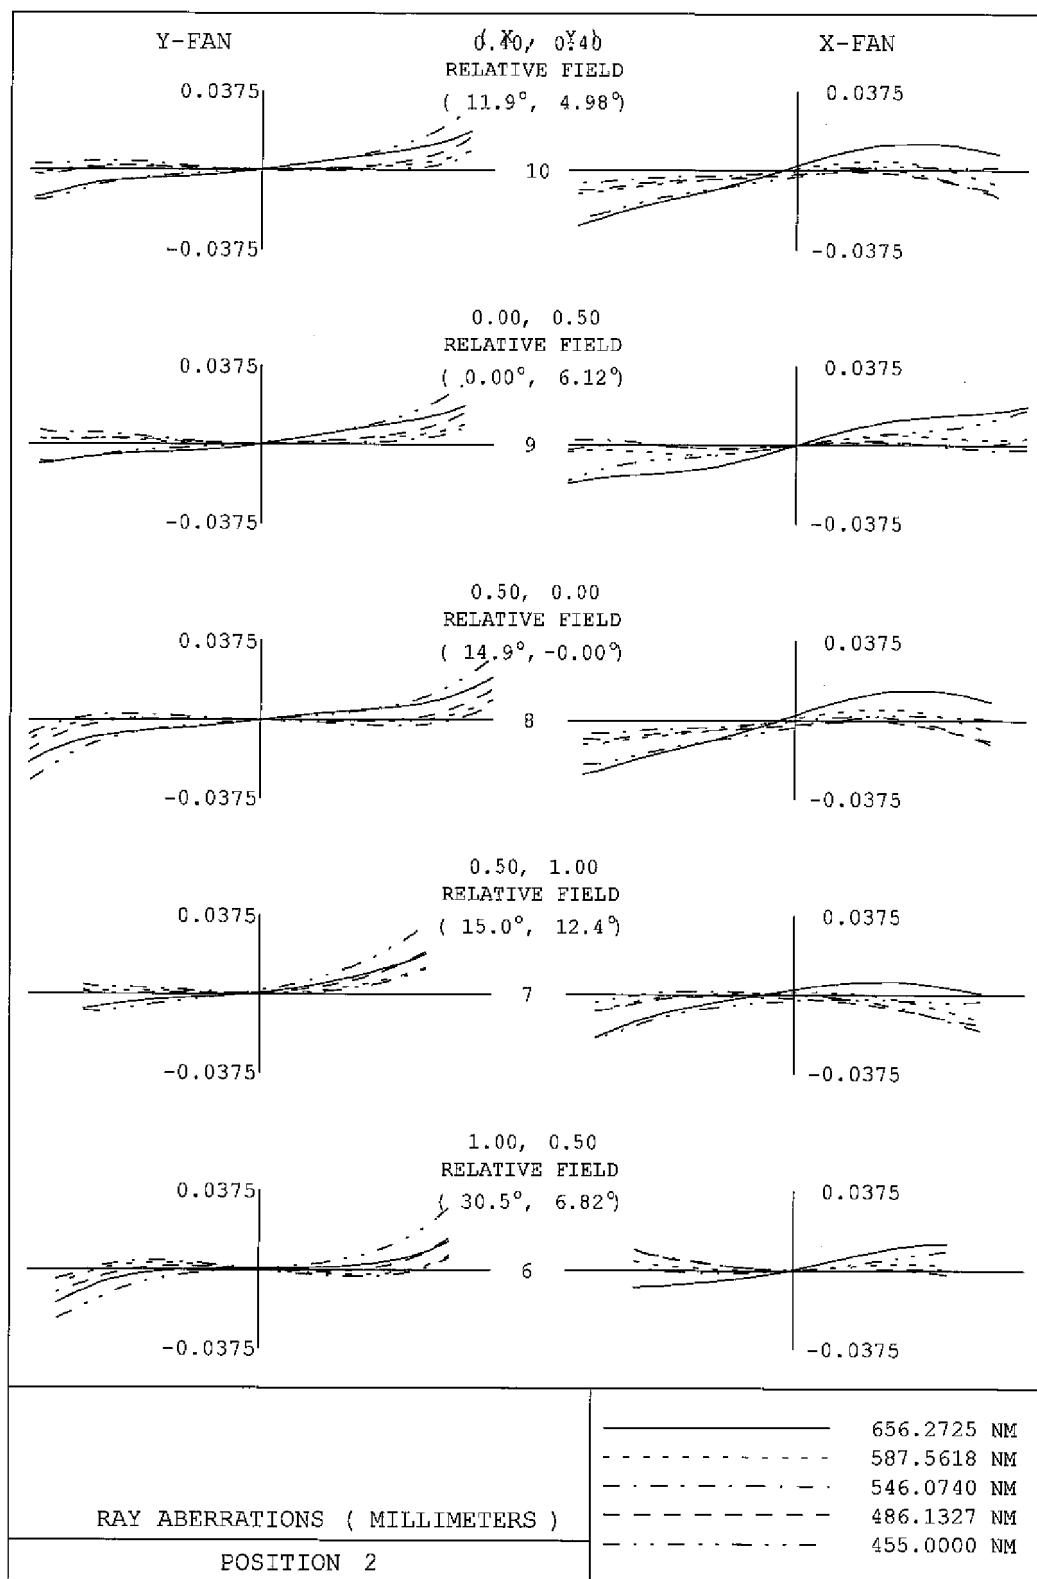 Y-FAN
( X, Y )
0.40, 0.40
X-FAN
RELATIVE FIELD
( 11.9°, 4.98°)
0.0375
0.0375
10
-0.0375
-0.0375
0.00, 0.50
RELATIVE FIELD
( 0.00°, 6.12°)
0.0375
0.0375
9
-0.0375
-0.0375
0.50, 0.00
RELATIVE FIELD
( 14.9°, -0.00°)
0.0375
0.0375
8
-0.0375
-0.0375
0.50, 1.00
RELATIVE FIELD
( 15.0°, 12.4°)
0.0375
0.0375
7
-0.0375
-0.0375
1.00, 0.50
RELATIVE FIELD
( 30.5°, 6.82°)
0.0375
0.0375
6
-0.0375
-0.0375
656.2725 NM
587.5618 NM
546.0740 NM
486.1327 NM
455.0000 NM
RAY ABERRATIONS ( MILLIMETERS )
POSITION 2